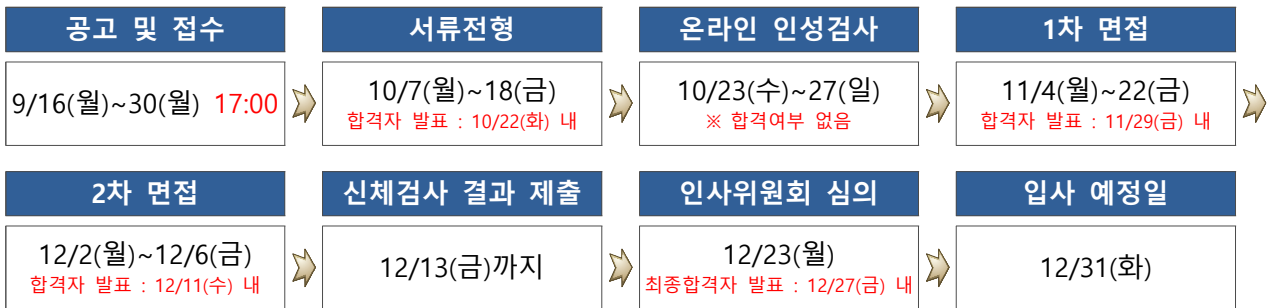 공고 및 접수
9/16(월)~30(월) 17:00
서류전형
10/7(월)~18(금)
합격자 발표 : 10/22(화) 내
온라인 인성검사
10/23(수)~27(일)
※ 합격여부 없음
1차 면접
11/4(월)~22(금)
합격자 발표 : 11/29(금) 내
2차 면접
12/2(월)~12/6(금)
합격자 발표 : 12/11(수) 내
신체검사 결과 제출
12/13(금)까지
인사위원회 심의
12/23(월)
최종합격자 발표 : 12/27(금) 내
입사 예정일
12/31(화)